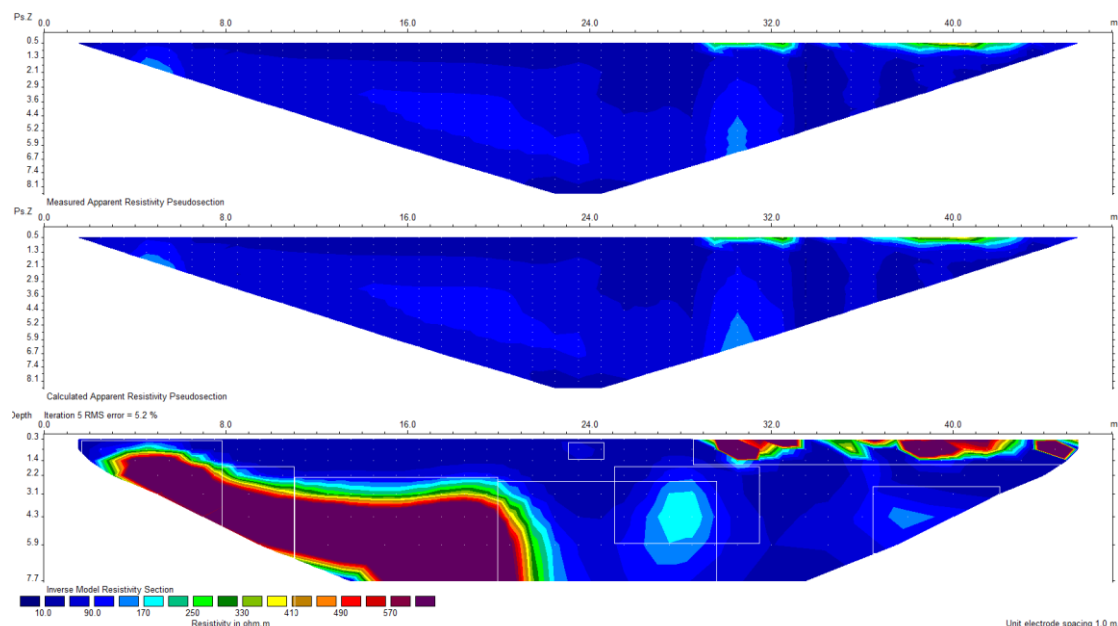 Ps.Z 0.0 8.0 16.0 24.0 32.0 40.0 m
0.5
1.3
2.1
2.9
3.6
4.4
5.2
5.9
6.7
7.4
8.1
Measured Apparent Resistivity Pseudosection
Ps.Z 0.0 8.0 16.0 24.0 32.0 40.0 m
0.5
1.3
2.1
2.9
3.6
4.4
5.2
5.9
6.7
7.4
8.1
Calculated Apparent Resistivity Pseudosection
Depth Iteration 5 RMS error = 5.2 %
0.0 8.0 16.0 24.0 32.0 40.0 m
0.3
1.4
2.2
3.1
4.3
5.9
7.7
Inverse Model Resistivity Section
10.0 90.0 170 250 330 413 490 570
Resistivity in ohm.m
Unit electrode spacing 1.0 m